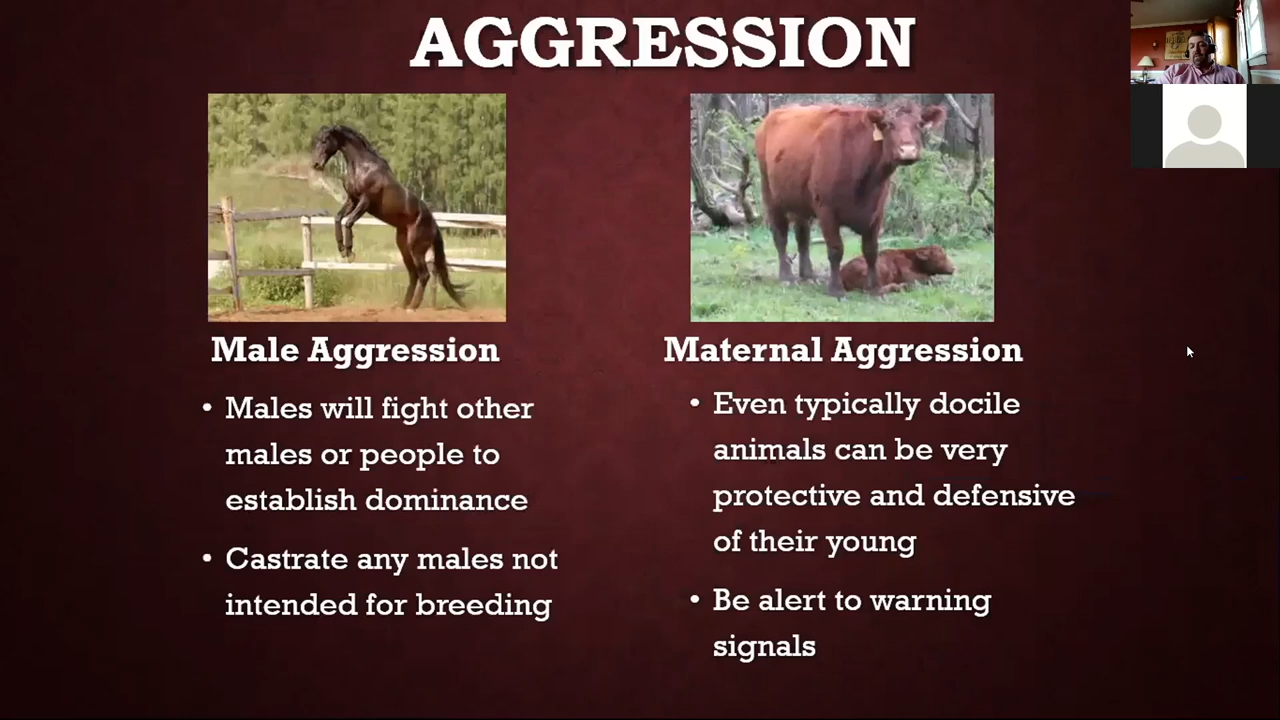 AGGRESSION
Male Aggression
• Males will fight other
males or people to
establish dominance
• Castrate any males not
intended for breeding
Maternal Aggression
• Even typically docile
animals can be very
protective and defensive
of their young
• Be alert to warning
signals